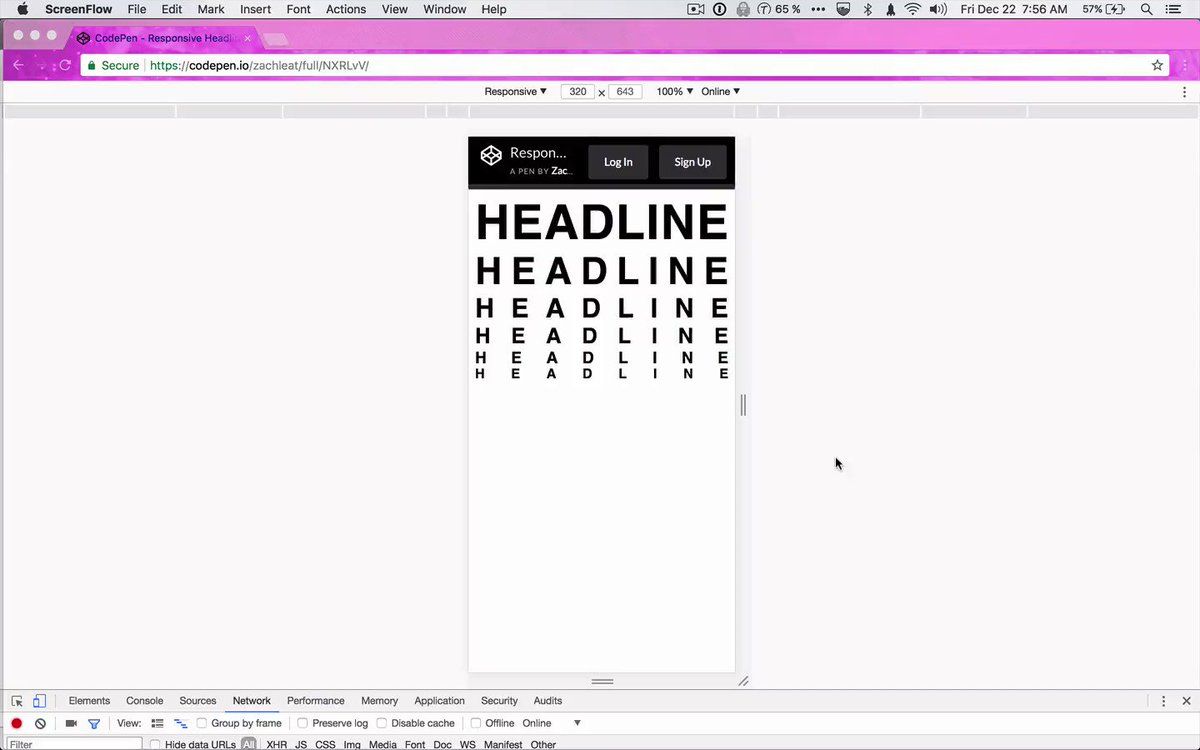 ScreenFlow File Edit Mark Insert Font Actions View Window Help 65 % Fri Dec 22 7:56 AM 57%
CodePen - Responsive Headli
Secure https://codepen.io/zachleat/full/NXRLvV/
Responsive 320 x 643 100% Online
Respon... Log In Sign Up
A PEN BY Zac...
HEADLINE
HEADLINE
HEADLINE
HEADLINE
HEADLINE
HEADLINE
Elements Console Sources Network Performance Memory Application Security Audits
View: Group by frame Preserve log Disable cache Offline Online
Filter Hide data URLs All XHR JS CSS Img Media Font Doc WS Manifest Other